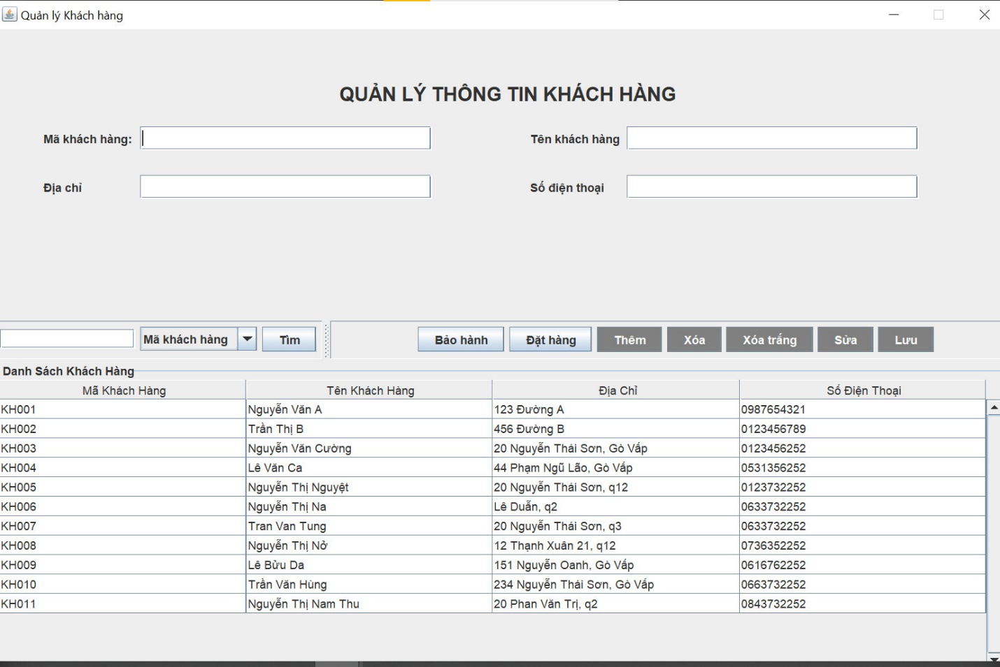 Quản lý Khách hàng
QUẢN LÝ THÔNG TIN KHÁCH HÀNG
Mã khách hàng: Tên khách hàng
Địa chỉ Số điện thoại
Mã khách hàng Tìm Bảo hành Đặt hàng Thêm Xóa Xóa trắng Sửa Lưu
Danh Sách Khách Hàng
Mã Khách Hàng Tên Khách Hàng Địa Chỉ Số Điện Thoại
KH001 Nguyễn Văn A 123 Đường A 0987654321
KH002 Trần Thị B 456 Đường B 0123456789
KH003 Nguyễn Văn Cường 20 Nguyễn Thái Sơn, Gò Vấp 0123456252
KH004 Lê Văn Ca 44 Phạm Ngũ Lão, Gò Vấp 0531356252
KH005 Nguyễn Thị Nguyệt 20 Nguyễn Thái Sơn, q12 0123732252
KH006 Nguyễn Thị Na Lê Duẫn, q2 0633732252
KH007 Tran Van Tung 20 Nguyễn Thái Sơn, q3 0633732252
KH008 Nguyễn Thị Nở 12 Thạnh Xuân 21, q12 0736352252
KH009 Lê Bửu Da 151 Nguyễn Oanh, Gò Vấp 0616762252
KH010 Trần Văn Hùng 234 Nguyễn Thái Sơn, Gò Vấp 0663732252
KH011 Nguyễn Thị Nam Thu 20 Phan Văn Trị, q2 0843732252